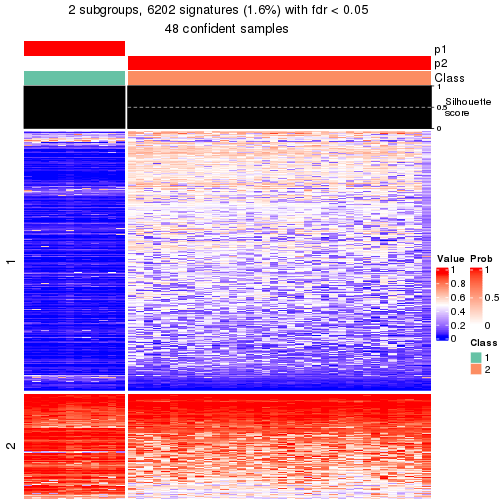 2 subgroups, 6202 signatures (1.6%) with fdr < 0.05
48 confident samples
p1
p2
Class
1
0.5
0
Silhouette
score
1
2
Value
1
0.8
0.6
0.4
0.2
0
Prob
1
0.5
0
Class
1
2